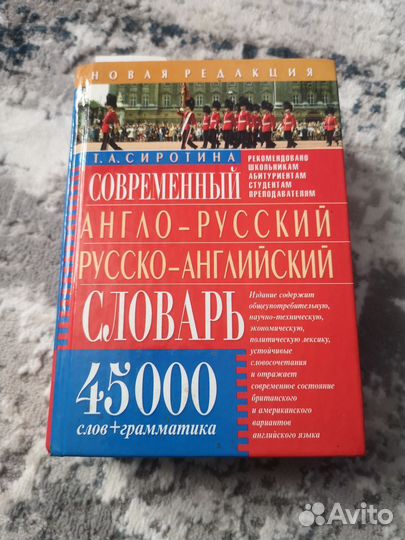 НОВАЯ РЕДАКЦИЯ
Т. А. СИРОТИНА
РЕКОМЕНДОВАНО
ШКОЛЬНИКАМ
АБИТУРИЕНТАМ
СТУДЕНТАМ
ПРЕПОДАВАТЕЛЯМ
СОВРЕМЕННЫЙ
АНГЛО-РУССКИЙ
РУССКО-АНГЛИЙСКИЙ
СЛОВАРЬ
Издание содержит
общеупотребительную,
научно-техническую,
экономическую,
политическую лексику,
устойчивые
словосочетания
и отражает
современное состояние
британского
и американского
вариантов
английского языка
45000
слов+грамматика
Avito